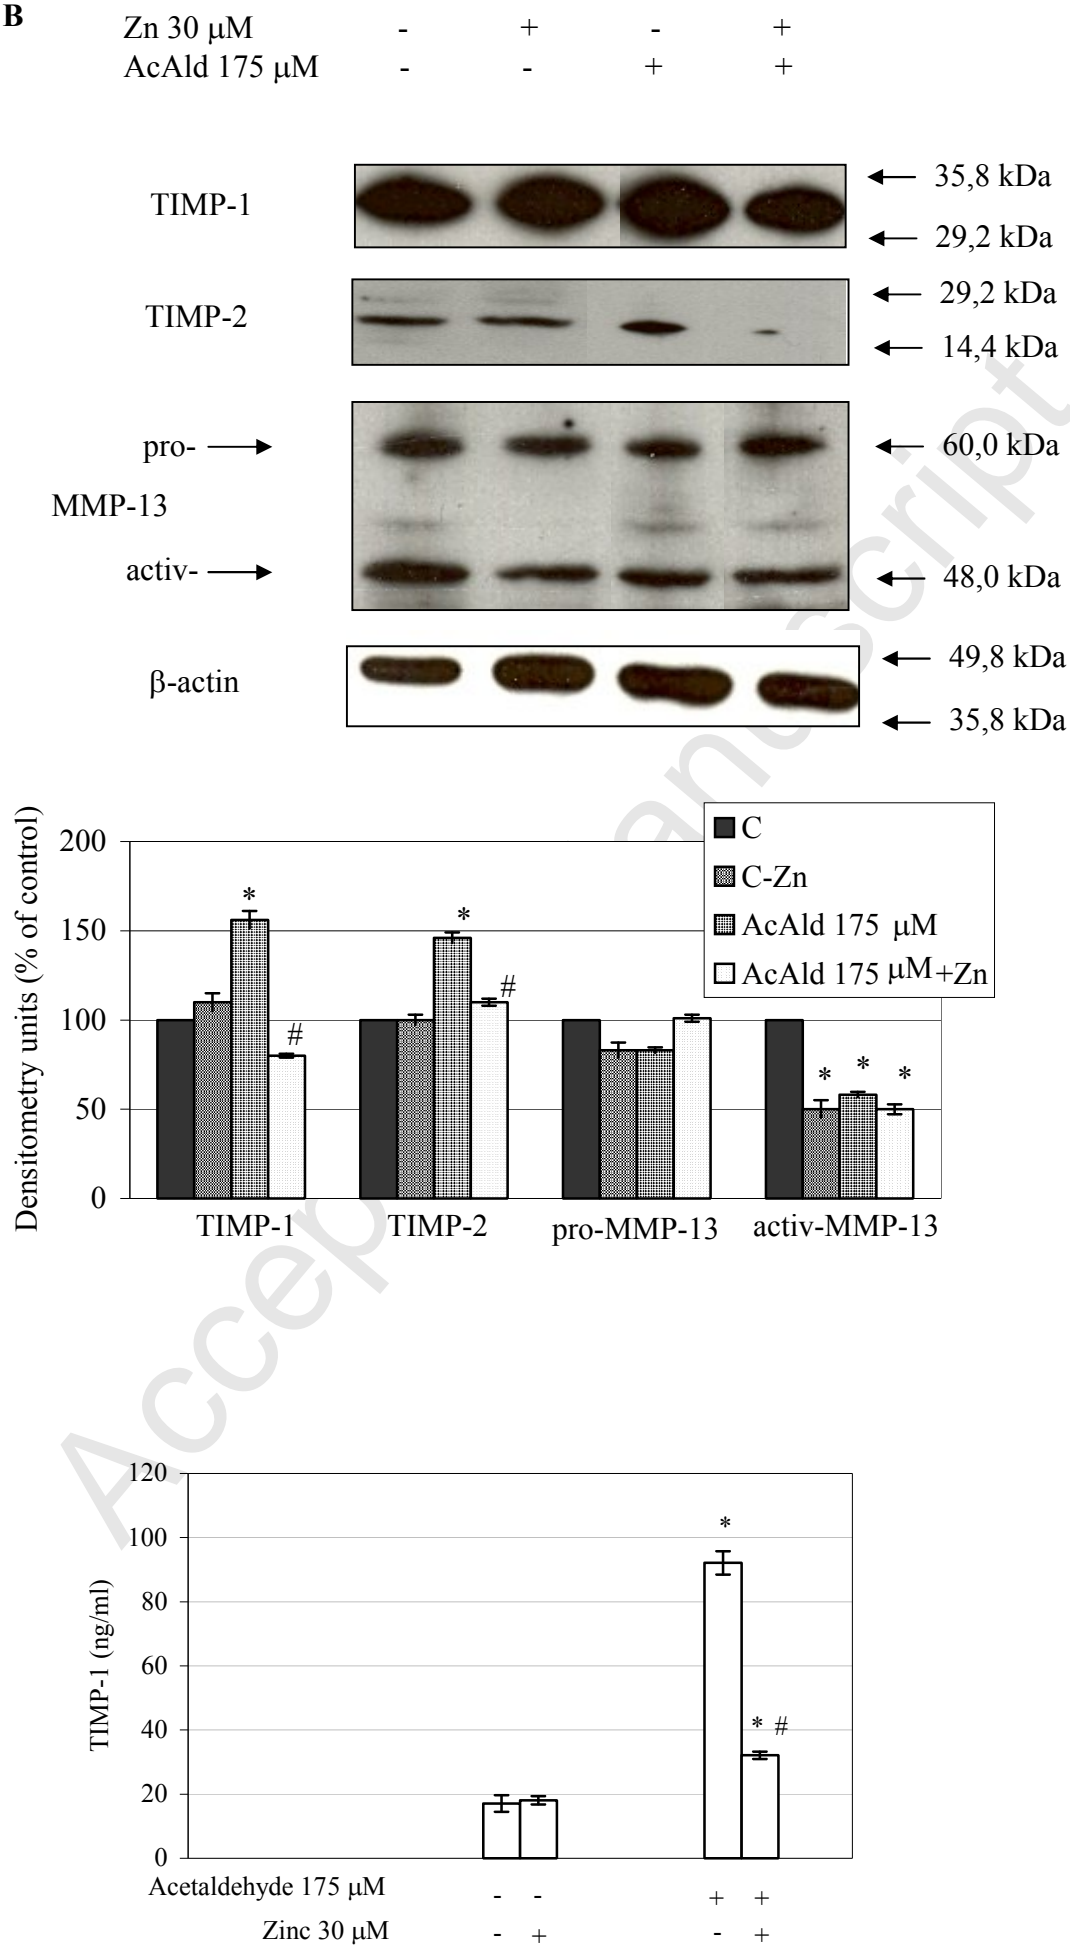 B
Zn 30 μM - + - +
AcAld 175 μM - - + +
TIMP-1
35,8 kDa
29,2 kDa
TIMP-2
29,2 kDa
14,4 kDa
pro-
MMP-13
activ-
60,0 kDa
48,0 kDa
β-actin
49,8 kDa
35,8 kDa
Densitometry units (% of control)
200
150
100
50
0
C
C-Zn
AcAld 175 μM
AcAld 175 μM+Zn
* # * # * * *
TIMP-1 TIMP-2 pro-MMP-13 activ-MMP-13
TIMP-1 (ng/ml)
120
100
80
60
40
20
0
*
* #
Acetaldehyde 175 μM - - + +
Zinc 30 μM - + - +